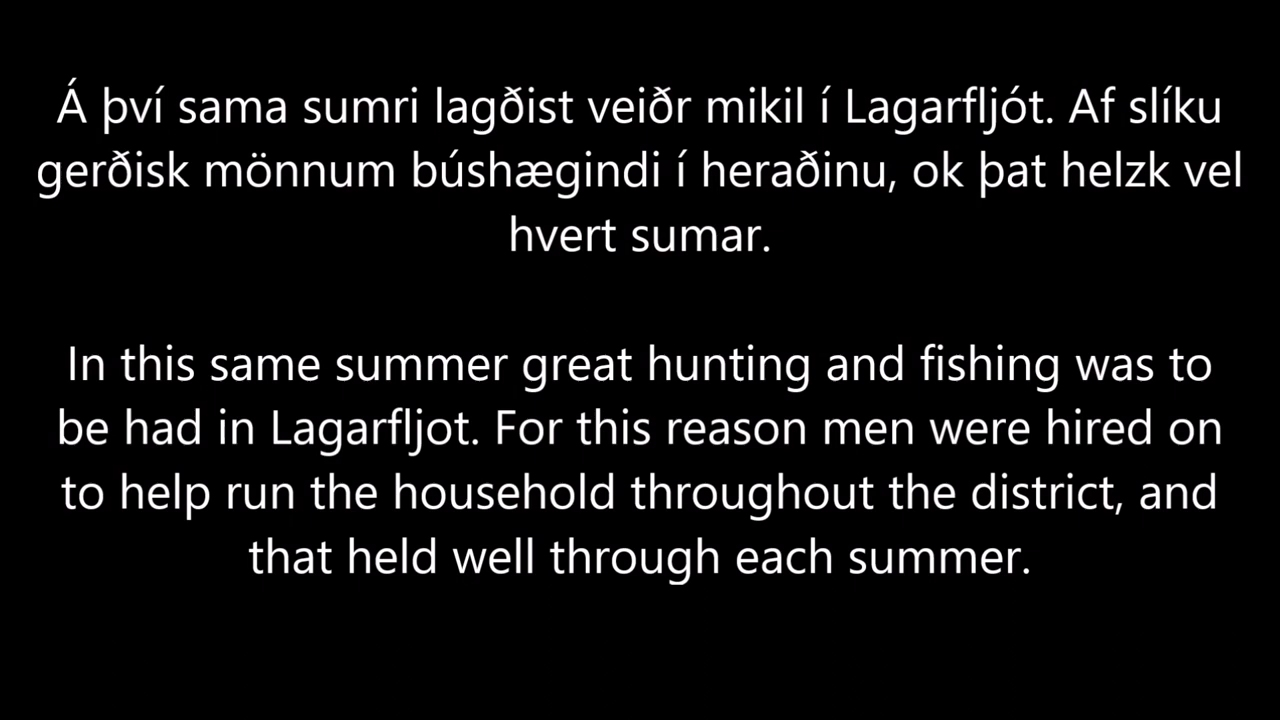 Á því sama sumri lagðist veiðr mikil í Lagarfljót. Af slíku
gerðisk mönnum búshægindi í heraðinu, ok þat helzk vel
hvert sumar.
In this same summer great hunting and fishing was to
be had in Lagarfljot. For this reason men were hired on
to help run the household throughout the district, and
that held well through each summer.